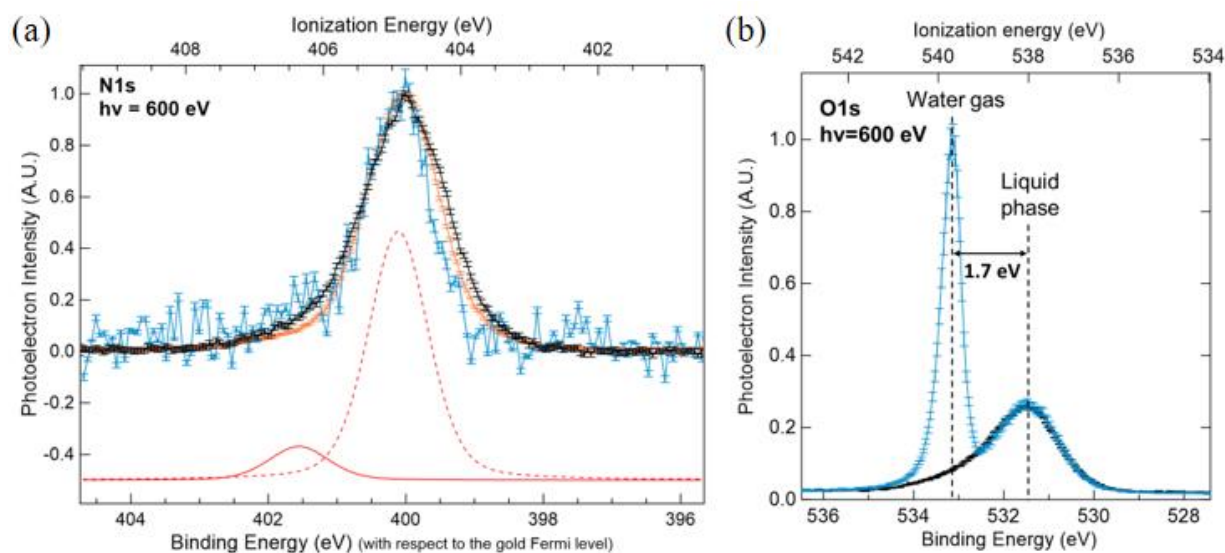 (a)
Ionization Energy (eV)
408 406 404 402
N1s
hν = 600 eV
Photoelectron Intensity (A.U.)
1.0
0.8
0.6
0.4
0.2
0.0
-0.2
-0.4
404 402 400 398 396
Binding Energy (eV) (with respect to the gold Fermi level)
(b)
Ionization energy (eV)
542 540 538 536 534
O1s
hν=600 eV
Water gas
Liquid
phase
1.7 eV
Photoelectron Intensity (A.U.)
1.0
0.8
0.6
0.4
0.2
0.0
536 534 532 530 528
Binding Energy (eV)